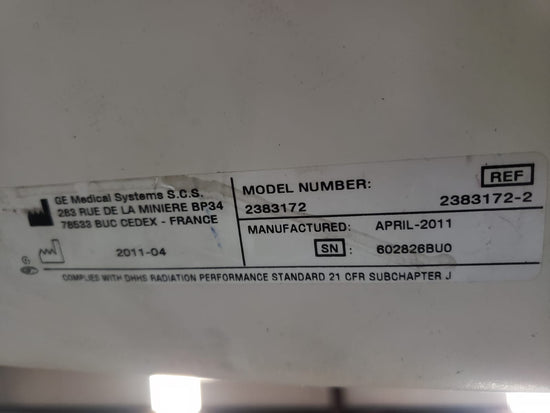 GE Medical Systems S.C.S.
283 RUE DE LA MINIERE BP34
78533 BUC CEDEX - FRANCE
2011-04
MODEL NUMBER:
2383172
REF
2383172-2
MANUFACTURED: APRIL-2011
SN : 602826BU0
COMPLIES WITH DHHS RADIATION PERFORMANCE STANDARD 21 CFR SUBCHAPTER J